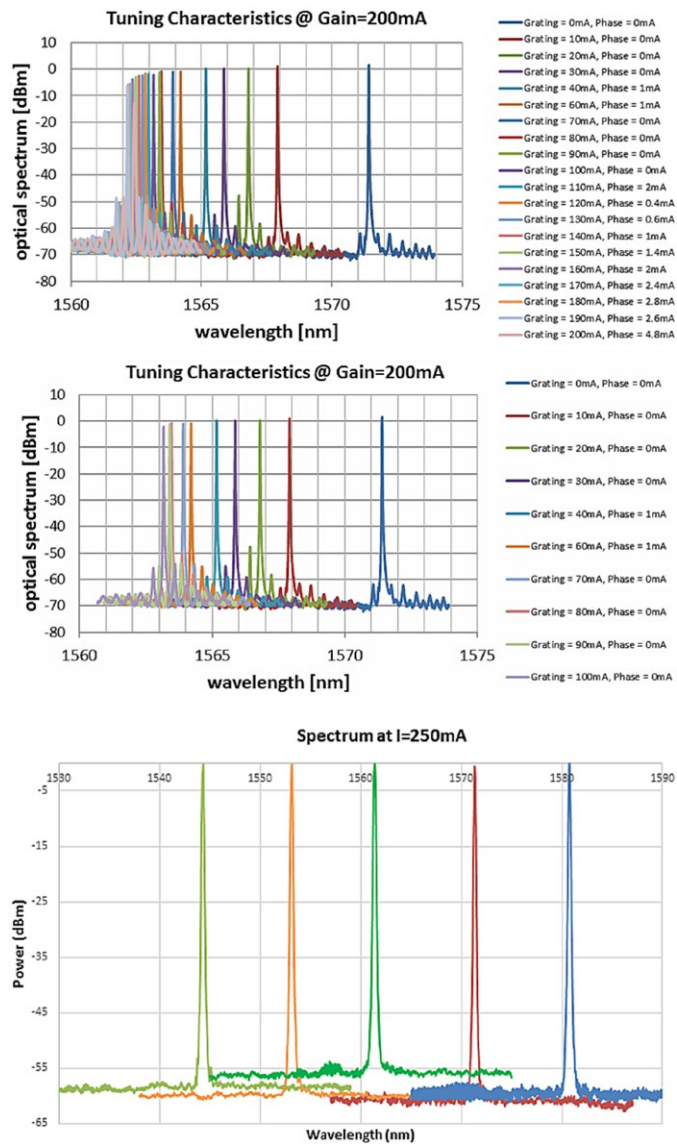 Tuning Characteristics @ Gain=200mA
optical spectrum [dBm]
10
0
-10
-20
-30
-40
-50
-60
-70
-80
1560
1565
1570
1575
wavelength [nm]
Grating = 0mA, Phase = 0mA
Grating = 10mA, Phase = 0mA
Grating = 20mA, Phase = 0mA
Grating = 30mA, Phase = 0mA
Grating = 40mA, Phase = 1mA
Grating = 60mA, Phase = 1mA
Grating = 70mA, Phase = 0mA
Grating = 80mA, Phase = 0mA
Grating = 90mA, Phase = 0mA
Grating = 100mA, Phase = 0mA
Grating = 110mA, Phase = 2mA
Grating = 120mA, Phase = 0.4mA
Grating = 130mA, Phase = 0.6mA
Grating = 140mA, Phase = 1mA
Grating = 150mA, Phase = 1.4mA
Grating = 160mA, Phase = 2mA
Grating = 170mA, Phase = 2.4mA
Grating = 180mA, Phase = 2.8mA
Grating = 190mA, Phase = 2.6mA
Grating = 200mA, Phase = 4.8mA
Tuning Characteristics @ Gain=200mA
optical spectrum [dBm]
10
0
-10
-20
-30
-40
-50
-60
-70
-80
1560
1565
1570
1575
wavelength [nm]
Grating = 0mA, Phase = 0mA
Grating = 10mA, Phase = 0mA
Grating = 20mA, Phase = 0mA
Grating = 30mA, Phase = 0mA
Grating = 40mA, Phase = 1mA
Grating = 60mA, Phase = 1mA
Grating = 70mA, Phase = 0mA
Grating = 80mA, Phase = 0mA
Grating = 90mA, Phase = 0mA
Grating = 100mA, Phase = 0mA
Spectrum at I=250mA
1530
1540
1550
1560
1570
1580
1590
-5
-15
-25
-35
-45
-55
-65
Power (dBm)
Wavelength (nm)